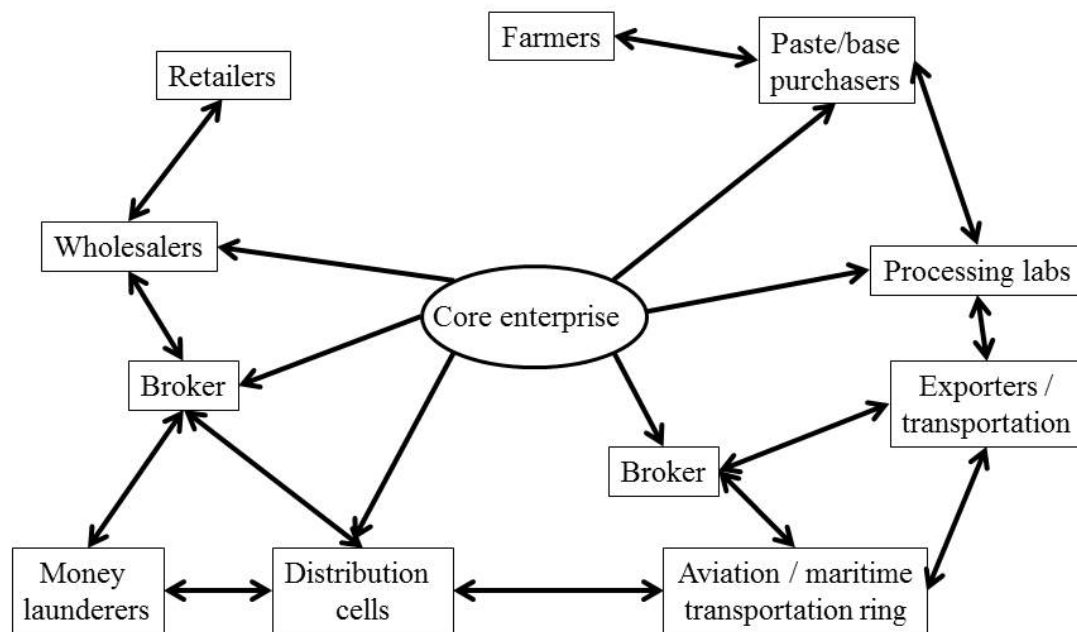 Farmers
Paste/base
purchasers
Retailers
Wholesalers
Processing labs
Core enterprise
Broker
Exporters /
transportation
Broker
Money
launderers
Distribution
cells
Aviation / maritime
transportation ring